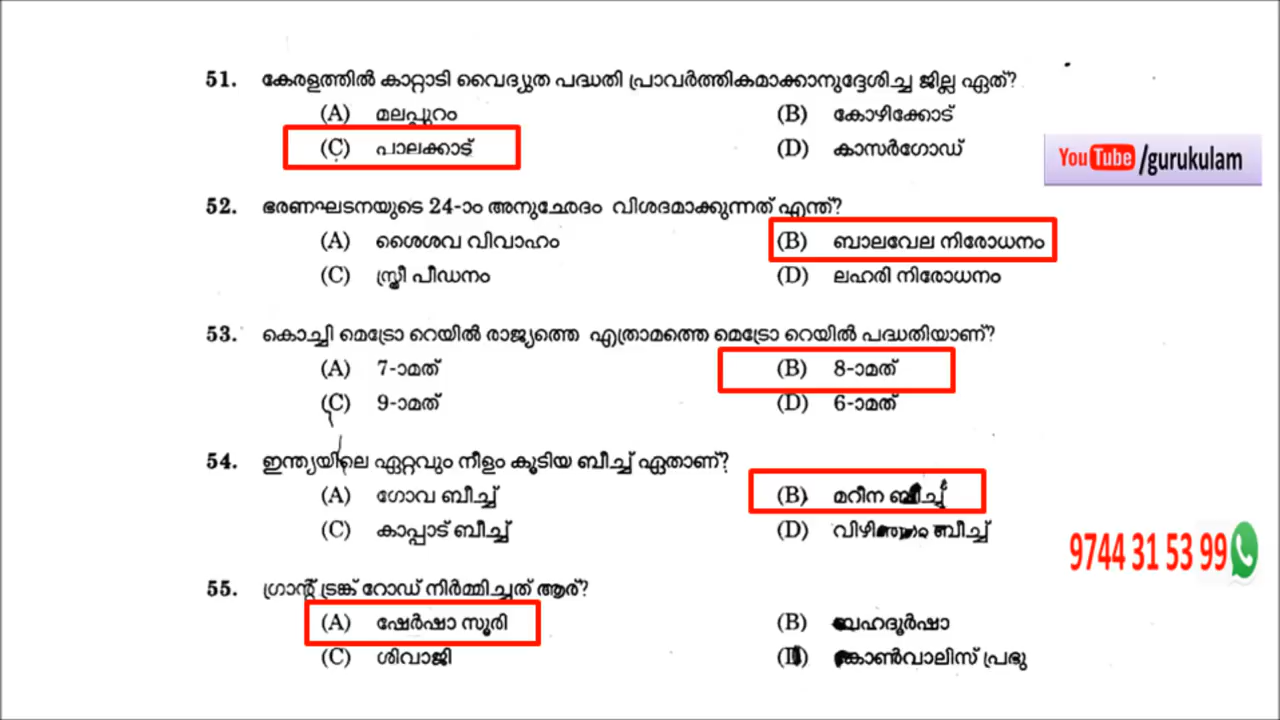 51. കേരളത്തിൽ കാറ്റാടി വൈദ്യുത പദ്ധതി പ്രാവർത്തികമാക്കാനുദ്ദേശിച്ച ജില്ല ഏത്?
(A) മലപ്പുറം (B) കോഴിക്കോട്
(C) പാലക്കാട് (D) കാസർഗോഡ്
YouTube/gurukulam
52. ഭരണഘടനയുടെ 24-ാം അനുഛേദം വിശദമാക്കുന്നത് എന്ത്?
(A) ശൈശവ വിവാഹം (B) ബാലവേല നിരോധനം
(C) സ്ത്രീ പീഡനം (D) ലഹരി നിരോധനം
53. കൊച്ചി മെട്രോ റെയിൽ രാജ്യത്തെ എത്രാമത്തെ മെട്രോ റെയിൽ പദ്ധതിയാണ്?
(A) 7-ാമത് (B) 8-ാമത്
(C) 9-ാമത് (D) 6-ാമത്
54. ഇന്ത്യയിലെ ഏറ്റവും നീളം കൂടിയ ബീച്ച് ഏതാണ്?
(A) ഗോവ ബീച്ച് (B) മറീന ബീച്ച്
(C) കാപ്പാട് ബീച്ച് (D) വിഴിഞ്ഞം ബീച്ച്
9744 31 53 99
55. ഗ്രാന്റ് ട്രങ്ക് റോഡ് നിർമ്മിച്ചത് ആര്?
(A) ഷേർഷാ സൂരി (B) ബഹദൂർഷാ
(C) ശിവാജി (D) കോൺവാലിസ് പ്രഭു